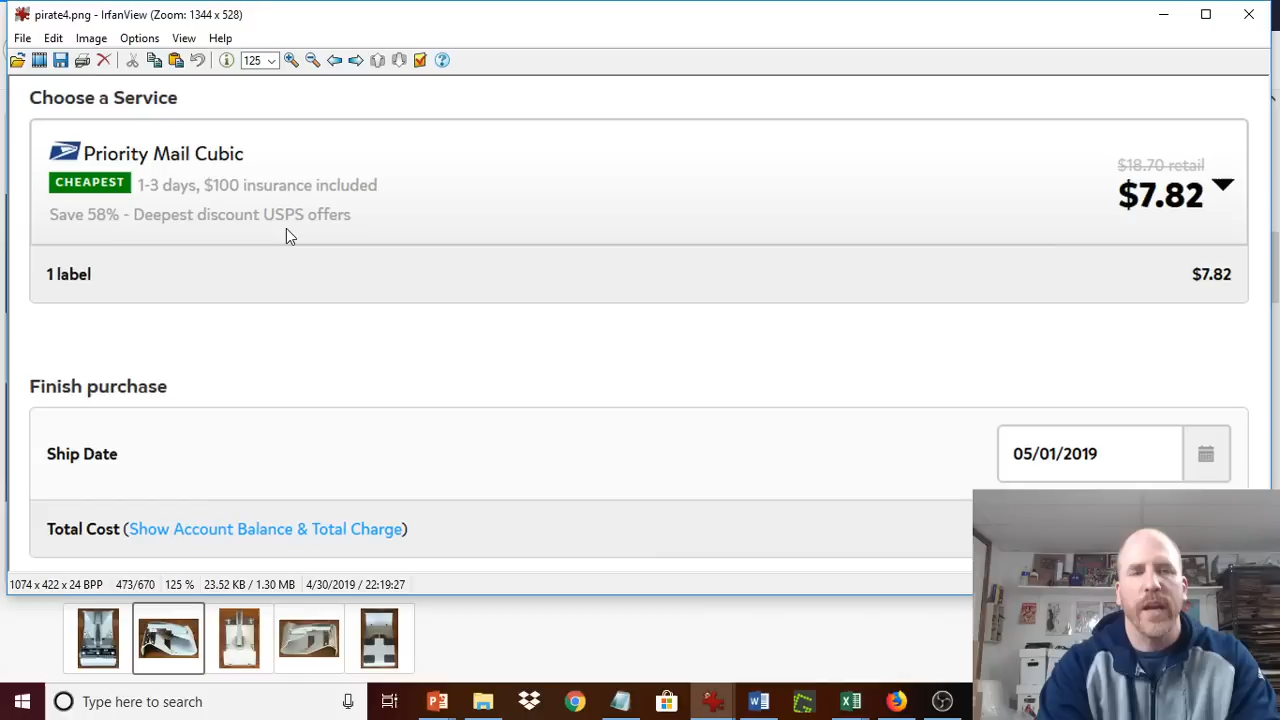 pirate4.png - IrfanView (Zoom: 1344 x 528)
File Edit Image Options View Help
125
Choose a Service
Priority Mail Cubic
CHEAPEST 1-3 days, $100 insurance included
Save 58% - Deepest discount USPS offers
$18.70 retail
$7.82
1 label $7.82
Finish purchase
Ship Date 05/01/2019
Total Cost (Show Account Balance & Total Charge)
1074 x 422 x 24 BPP 473/670 125 % 23.52 KB / 1.30 MB 4/30/2019 / 22:19:27
Type here to search